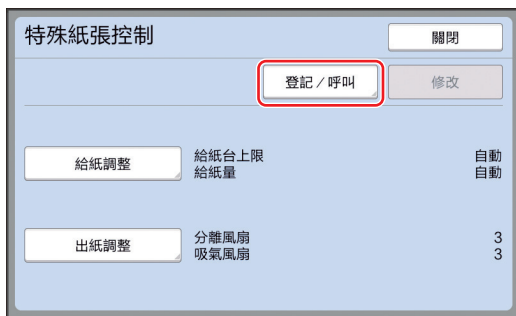 特殊紙張控制
關閉
登記／呼叫
修改
給紙調整
給紙台上限 自動
給紙量 自動
出紙調整
分離風扇 3
吸氣風扇 3